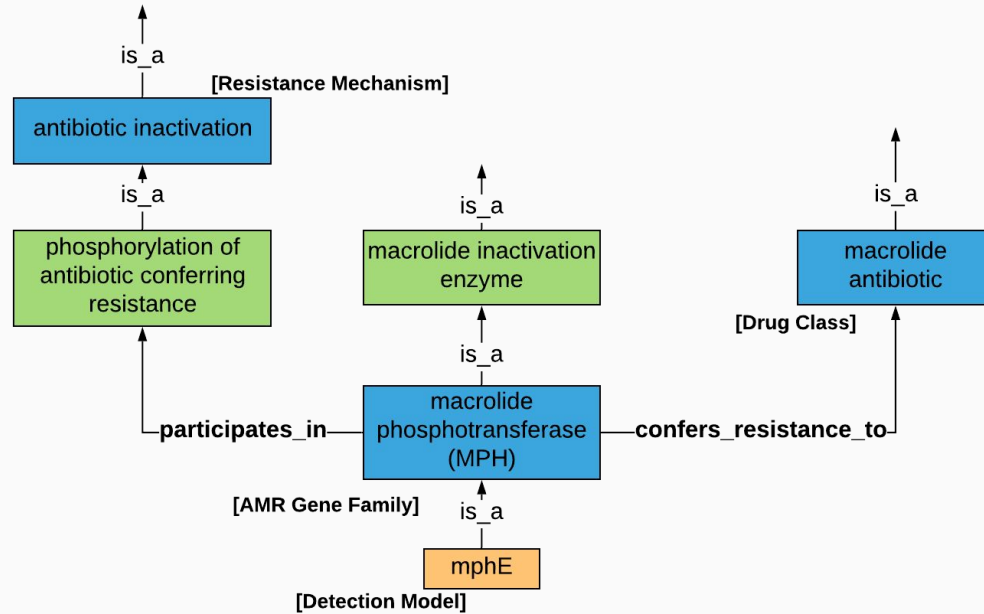 is_a
[Resistance Mechanism]
antibiotic inactivation
is_a
is_a
is_a
phosphorylation of
antibiotic conferring
resistance
macrolide inactivation
enzyme
macrolide
antibiotic
[Drug Class]
is_a
participates_in
macrolide
phosphotransferase
(MPH)
confers_resistance_to
[AMR Gene Family]
is_a
mphE
[Detection Model]